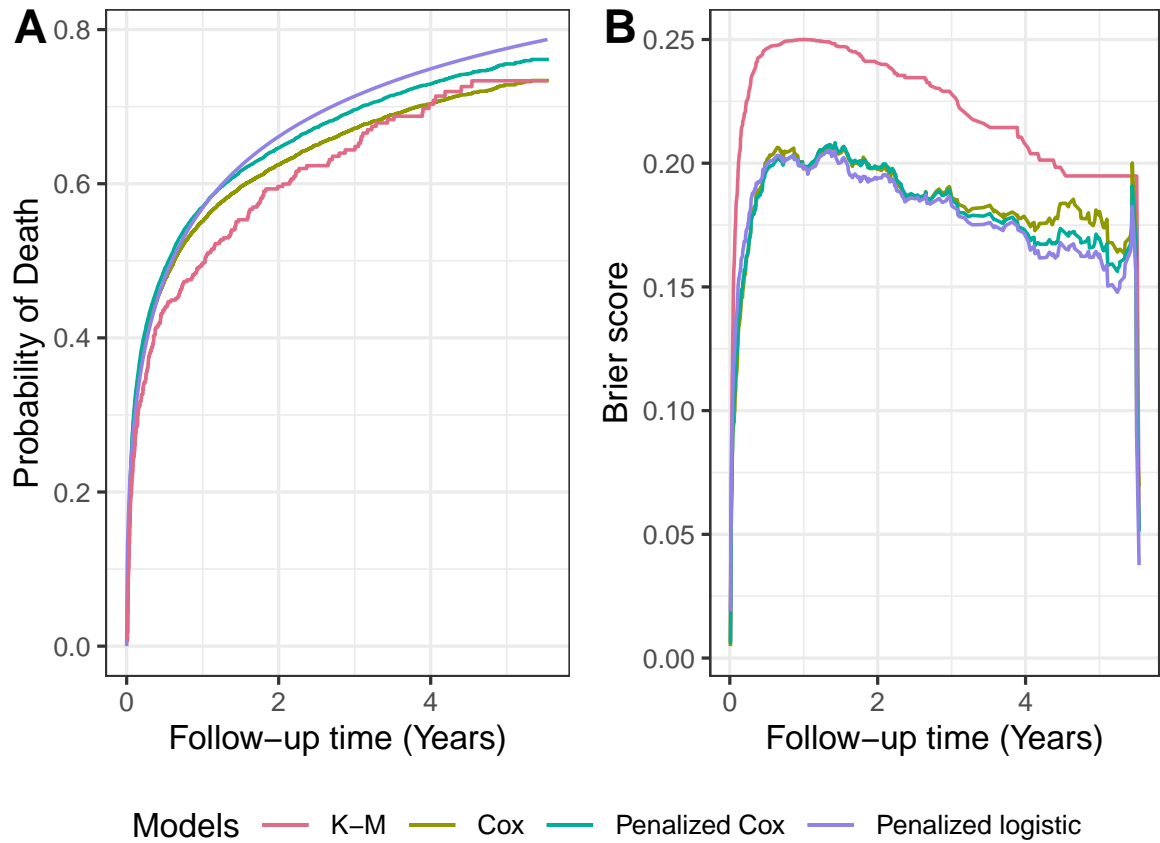 A
0.8
0.6
0.4
0.2
0.0
Probability of Death
0 2 4
Follow−up time (Years)
B
0.25
0.20
0.15
0.10
0.05
0.00
Brier score
0 2 4
Follow−up time (Years)
Models K−M Cox Penalized Cox Penalized logistic